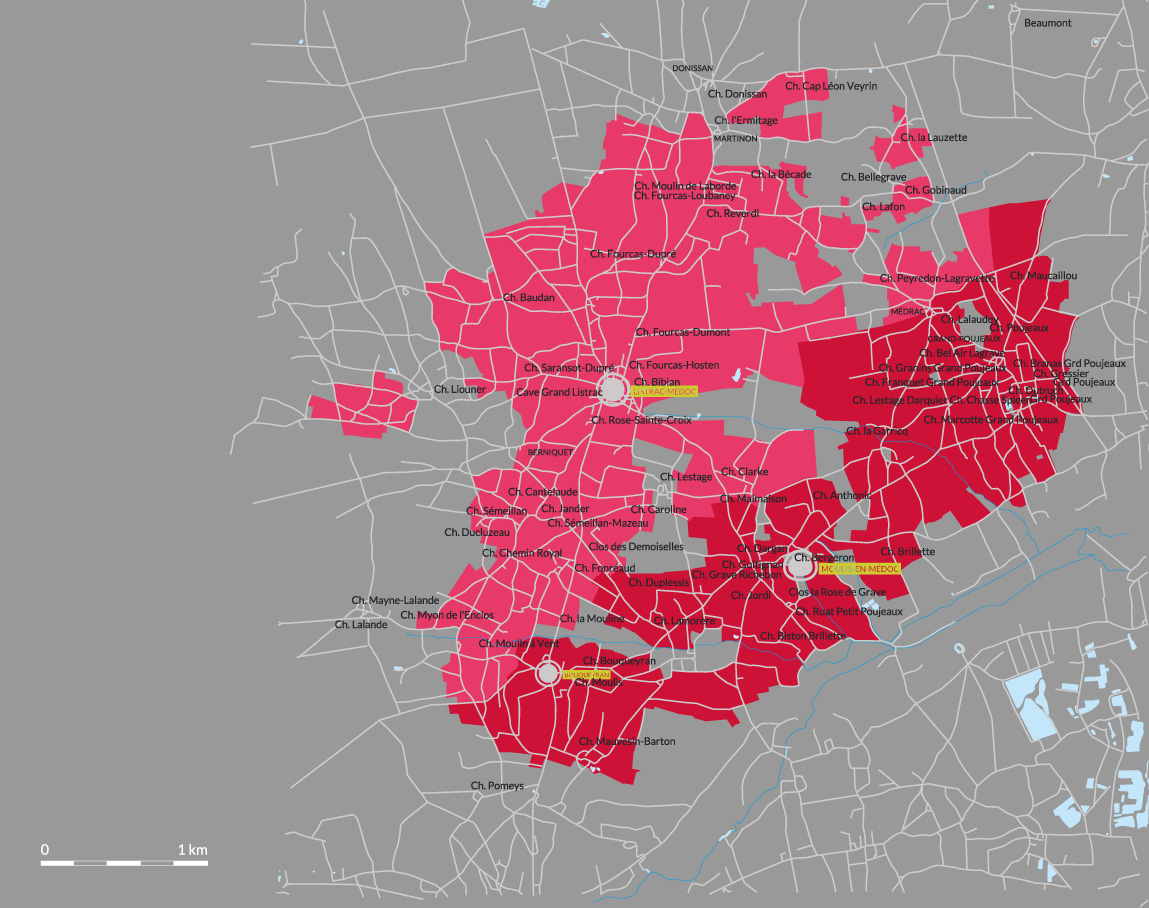 Beaumont
DONISSAN
Ch. Cap Léon Veyrin
Ch. Donissan
Ch. l'Ermitage
MARTINON
Ch. la Lauzette
Ch. la Bécade
Ch. Bellegrave
Ch. Moulin de Laborde
Ch. Gobinaud
Ch. Fourcas-Loubaney
Ch. Lafon
Ch. Reverdi
Ch. Fourcas-Dupré
Ch. Maucaillou
Ch. Peyredon-Lagravette
Ch. Baudan
MÉDRAC
Ch. Lalaudey
Ch. Poujeaux
Ch. Fourcas-Dumont
GRAND-POUJEAUX
Ch. Bel Air Lagrave
Ch. Branas Grd Poujeaux
Ch. Fourcas-Hosten
Ch. Saransot-Dupré
Ch. Granins Grand Poujeaux
Ch. Gressier
Grd Poujeaux
Ch. Bibian
Ch. Franquet Grand Poujeaux
Ch. Liouner
Cave Grand Listrac
LISTRAC-MEDOC
Ch. Dutruch
Grd Poujeaux
Ch. Lestage Darquier
Ch. Chasse Spleen
Ch. Rose-Sainte-Croix
Ch. Marcotte Grand Poujeaux
Ch. la Garricq
BERNIQUET
Ch. Clarke
Ch. Lestage
Ch. Cantelaude
Ch. Malmaison
Ch. Anthonic
Ch. Sémeillan
Ch. Jander
Ch. Caroline
Ch. Sémeillan-Mazeau
Ch. Ducluzeau
Clos des Demoiselles
Ch. Dargan
Ch. Chemin Royal
Ch. Brillette
Ch. Bergeron
Ch. Fonréaud
Ch. Guitignan
MOULIS-EN-MEDOC
Ch. Grave Richebon
Ch. Duplessis
Ch. Jordi
Clos la Rose de Grave
Ch. Mayne-Lalande
Ch. Ruat Petit Poujeaux
Ch. Myon de l'Enclos
Ch. la Mouline
Ch. Lamorère
Ch. Lalande
Ch. Biston Brillette
Ch. Moulin à Vent
Ch. Bouqueyran
BOUQUEYRAN
Ch. Moulis
Ch. Mauvesin-Barton
Ch. Pomeys
0 1 km